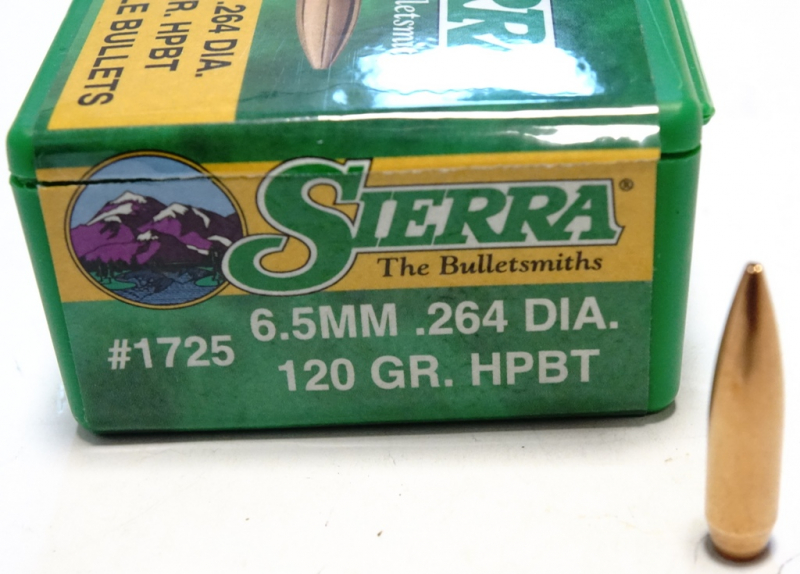 .264 DIA.
R. HPBT
LE BULLETS
SIERRA®
The Bulletsmiths
#1725
6.5MM .264 DIA.
120 GR. HPBT